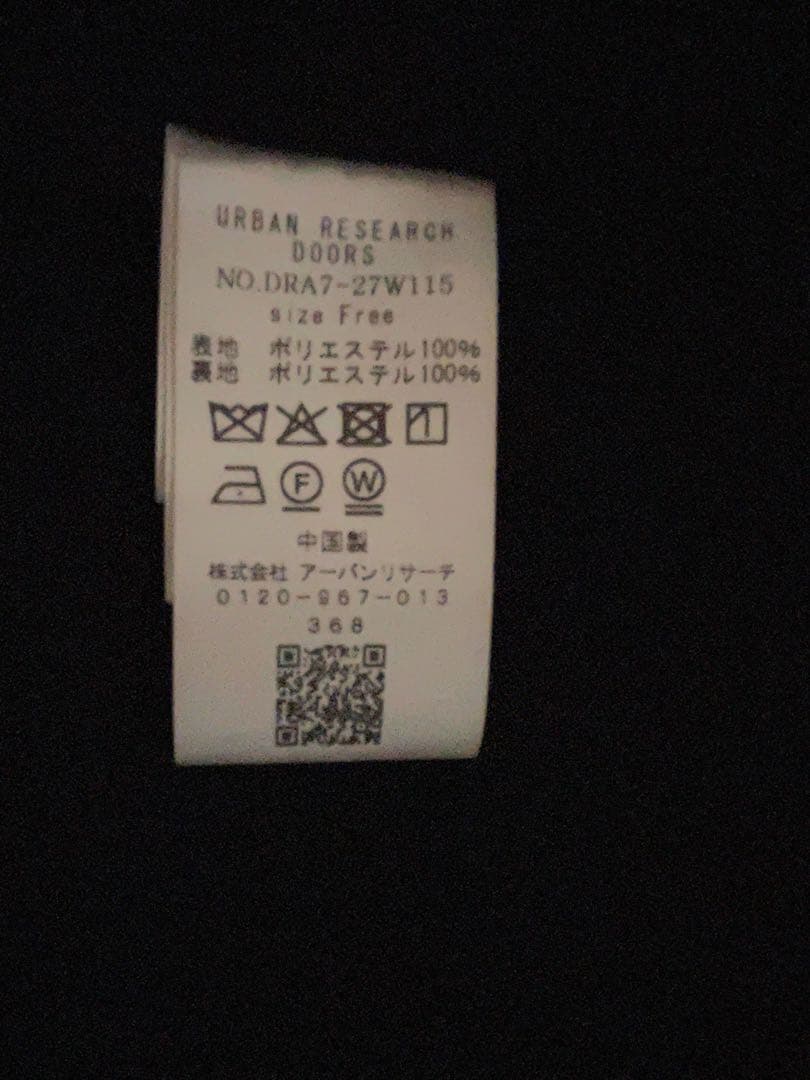 URBAN RESEARCH
DOORS
NO.DRA7-27W115
size Free
表地 ポリエステル100%
裏地 ポリエステル100%
F W
中国製
株式会社 アーバンリサーチ
0120-967-013
368